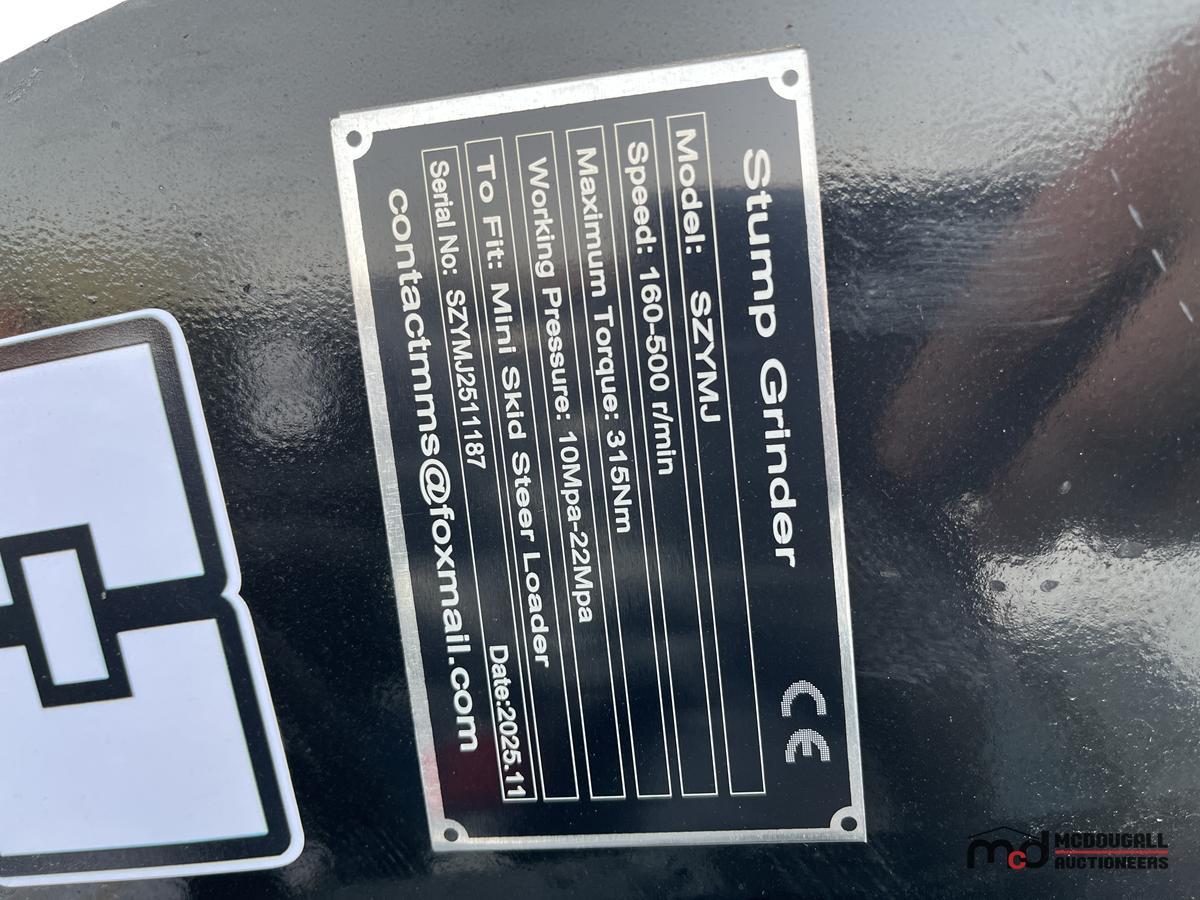 Stump Grinder
CE
Model: SZYMJ
Speed: 160-500 r/min
Maximum Torque: 315Nm
Working Pressure: 10Mpa-22Mpa
To Fit: Mini Skid Steer Loader
Serial No: SZYMJ2511187 Date:2025.11
contactmms@foxmail.com
mcd MCDOUGALL
AUCTIONEERS